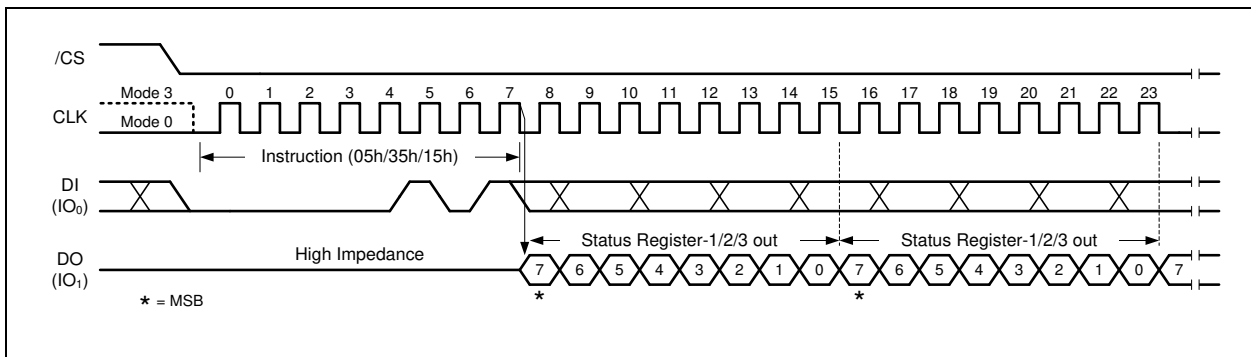 /CS
Mode 3 0 1 2 3 4 5 6 7 8 9 10 11 12 13 14 15 16 17 18 19 20 21 22 23
CLK
Mode 0
Instruction (05h/35h/15h)
DI
(IO₀)
Status Register-1/2/3 out Status Register-1/2/3 out
High Impedance
DO
(IO₁)
7 6 5 4 3 2 1 0 7 6 5 4 3 2 1 0 7
* *
* = MSB